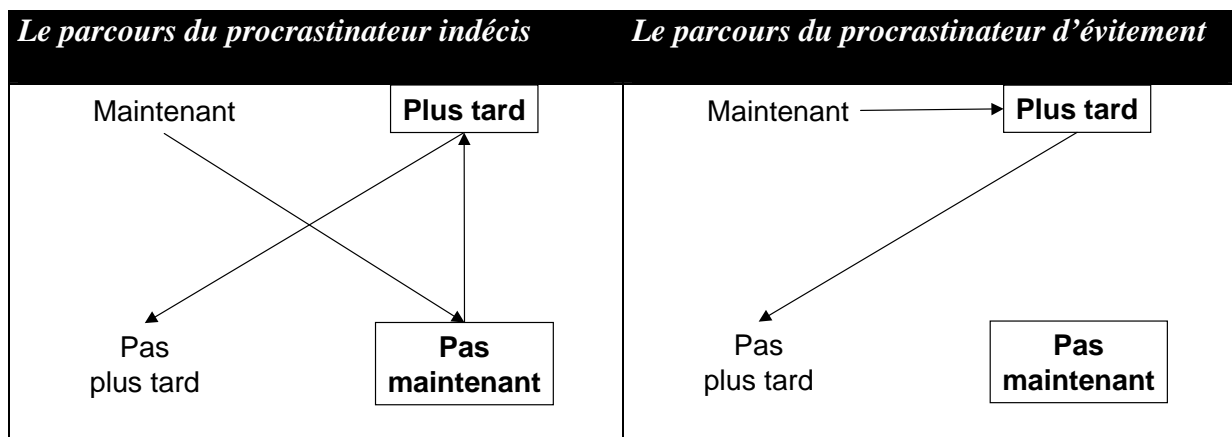 Le parcours du procrastinateur indécis
Le parcours du procrastinateur d'évitement
Maintenant
Plus tard
Pas
plus tard
Pas
maintenant
Maintenant
Plus tard
Pas
plus tard
Pas
maintenant